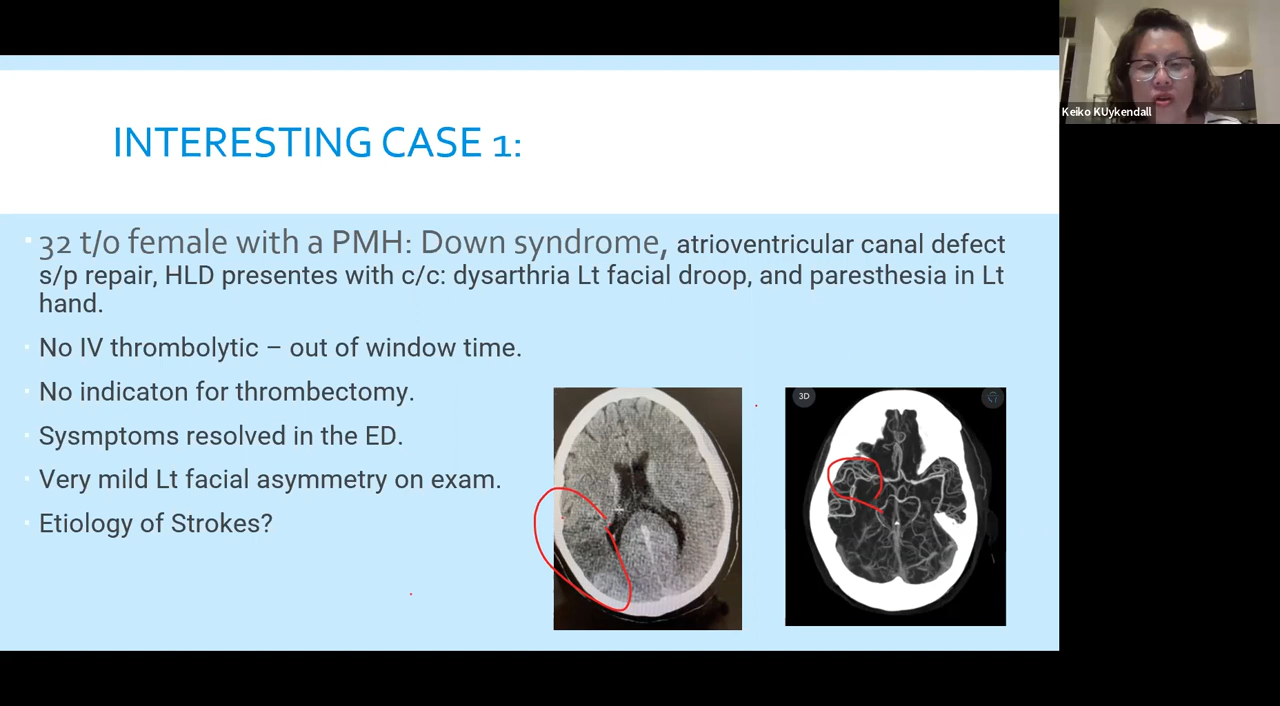 INTERESTING CASE 1:
32 t/o female with a PMH: Down syndrome, atrioventricular canal defect
s/p repair, HLD presentes with c/c: dysarthria Lt facial droop, and paresthesia in Lt
hand.
No IV thrombolytic – out of window time.
No indicaton for thrombectomy.
Sysmptoms resolved in the ED.
Very mild Lt facial asymmetry on exam.
Etiology of Strokes?
3D
Keiko KUykendall